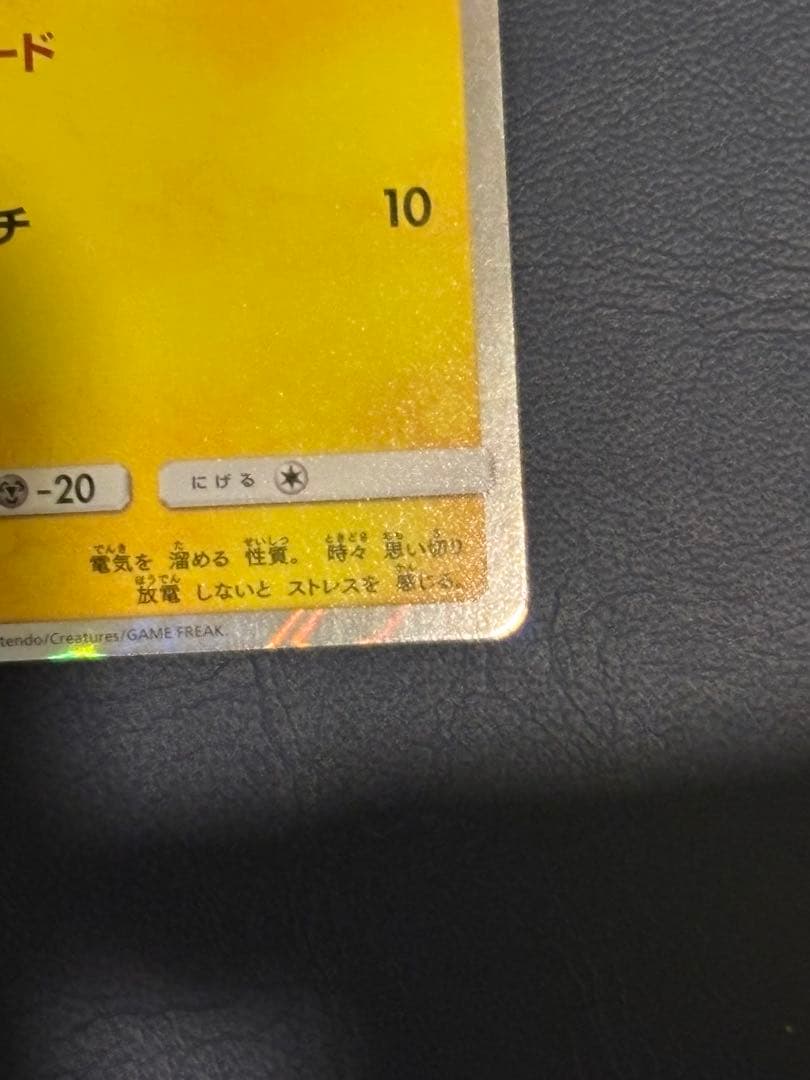 ード
チ 10
-20 にげる
電気を 溜める 性質。 時々 思い切り
放電 しないと ストレスを 感じる。
tendo/Creatures/GAME FREAK.